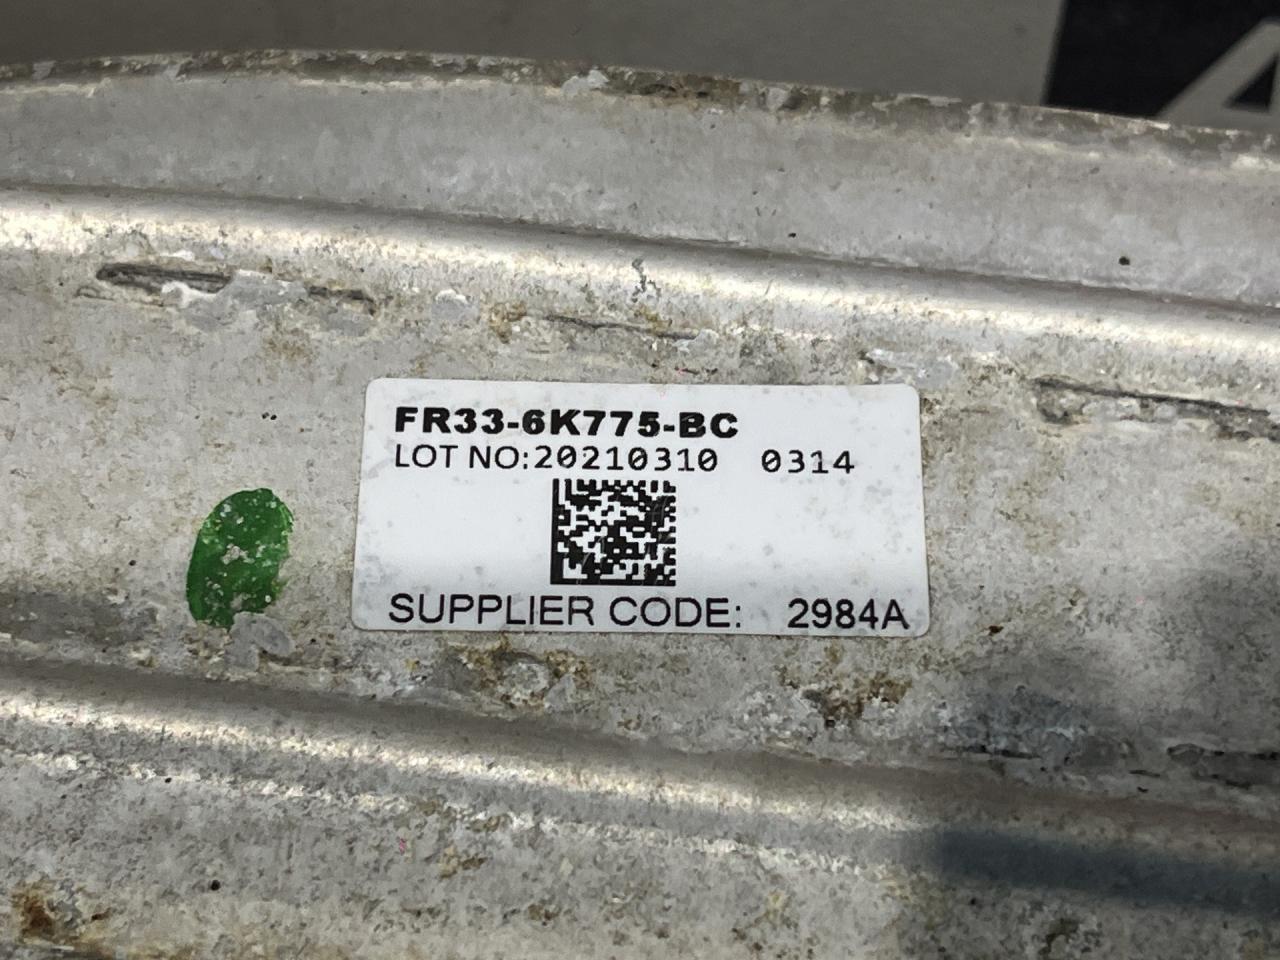 FR33-6K775-BC
LOT NO:20210310 0314
SUPPLIER CODE: 2984A